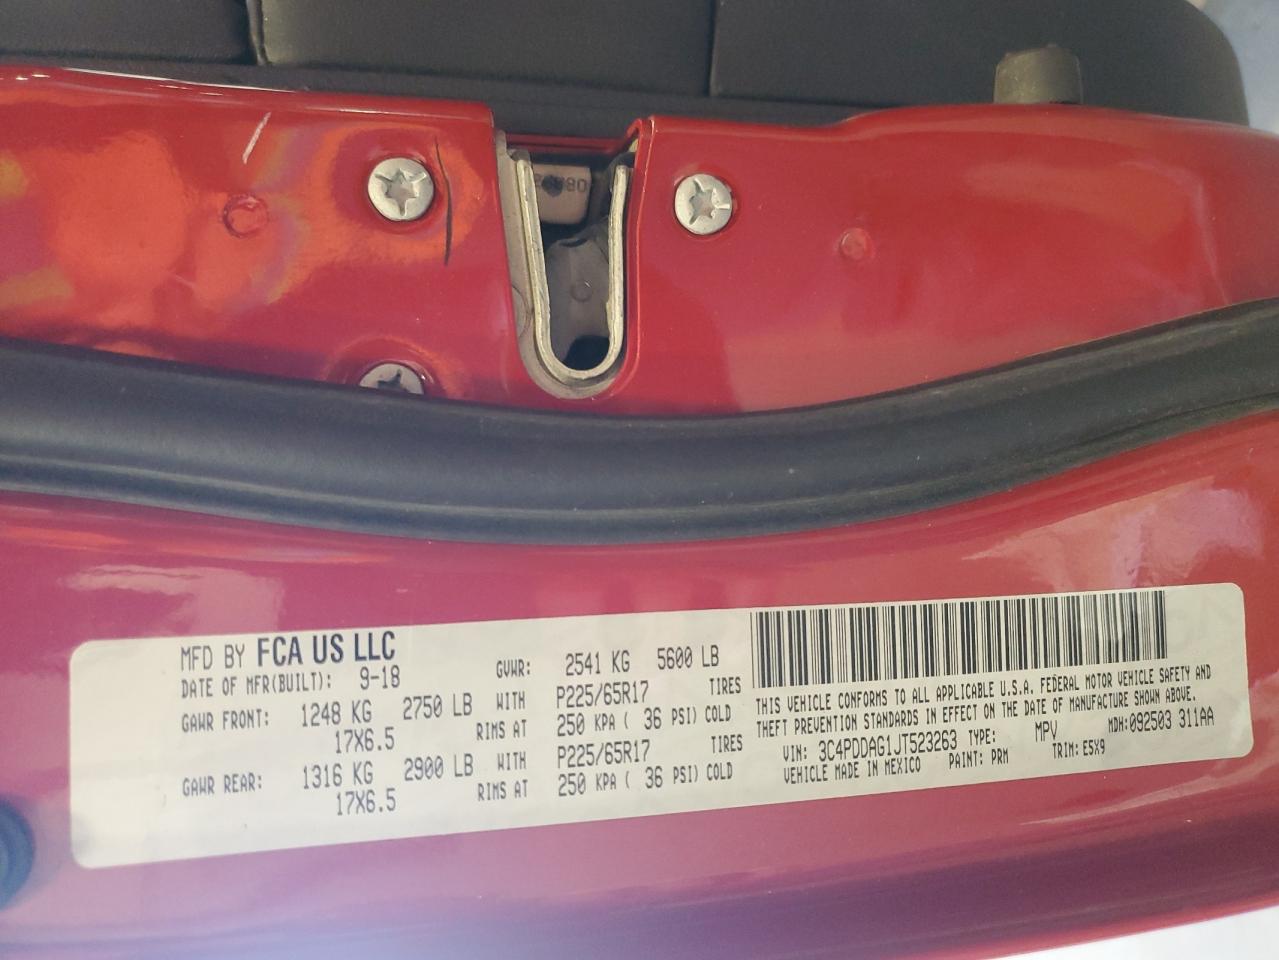 MFD BY FCA US LLC
DATE OF MFR(BUILT): 9-18 GVWR: 2541 KG 5600 LB
GAWR FRONT: 1248 KG 2750 LB WITH P225/65R17 TIRES
17X6.5 RIMS AT 250 KPA ( 36 PSI) COLD
GAWR REAR: 1316 KG 2900 LB WITH P225/65R17 TIRES
17X6.5 RIMS AT 250 KPA ( 36 PSI) COLD
THIS VEHICLE CONFORMS TO ALL APPLICABLE U.S.A. FEDERAL MOTOR VEHICLE SAFETY AND
THEFT PREVENTION STANDARDS IN EFFECT ON THE DATE OF MANUFACTURE SHOWN ABOVE.
VIN: 3C4PDDAG1JT523263 TYPE: MPV MDH:092503 311AA
VEHICLE MADE IN MEXICO PAINT: PRM TRIM: E5X9